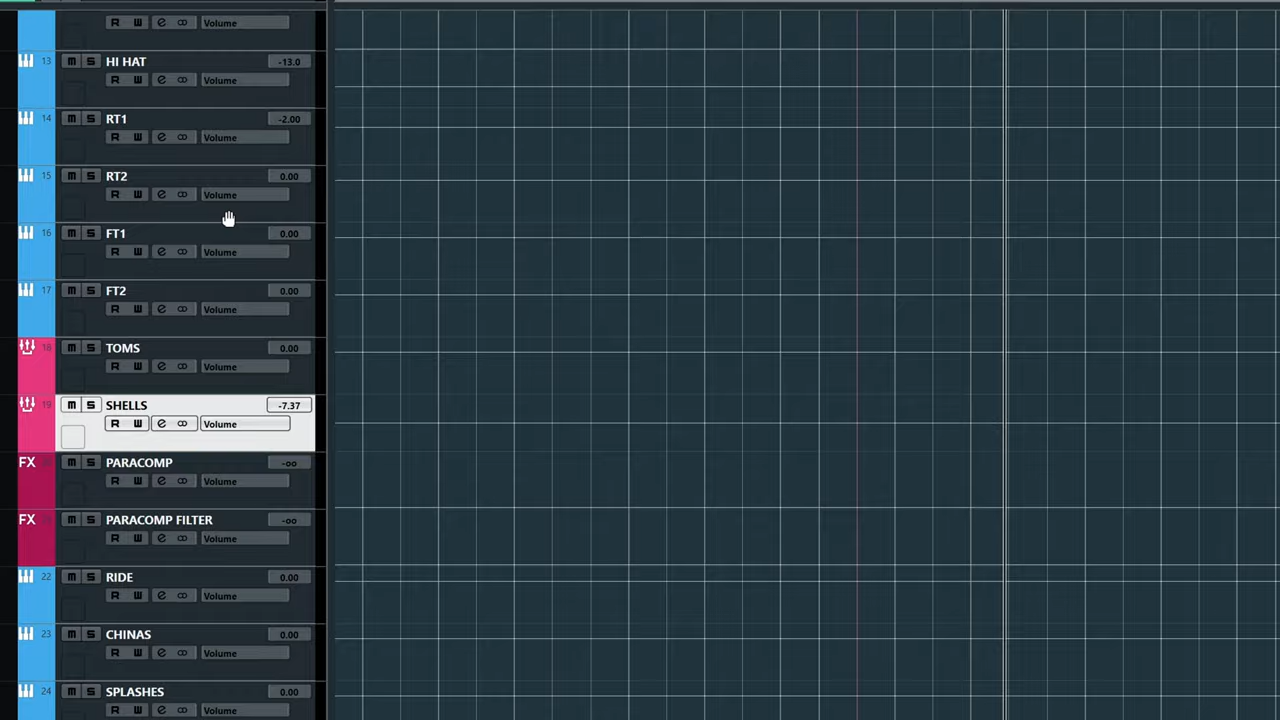 Volume
13 M S HI HAT -13.0
R W e Volume
14 M S RT1 -2.00
R W e Volume
15 M S RT2 0.00
R W e Volume
16 M S FT1 0.00
R W e Volume
17 M S FT2 0.00
R W e Volume
18 M S TOMS 0.00
R W e Volume
19 M S SHELLS -7.37
R W e Volume
FX M S PARACOMP -oo
R W e Volume
FX M S PARACOMP FILTER -oo
R W e Volume
22 M S RIDE 0.00
R W e Volume
23 M S CHINAS 0.00
R W e Volume
24 M S SPLASHES 0.00
R W e Volume